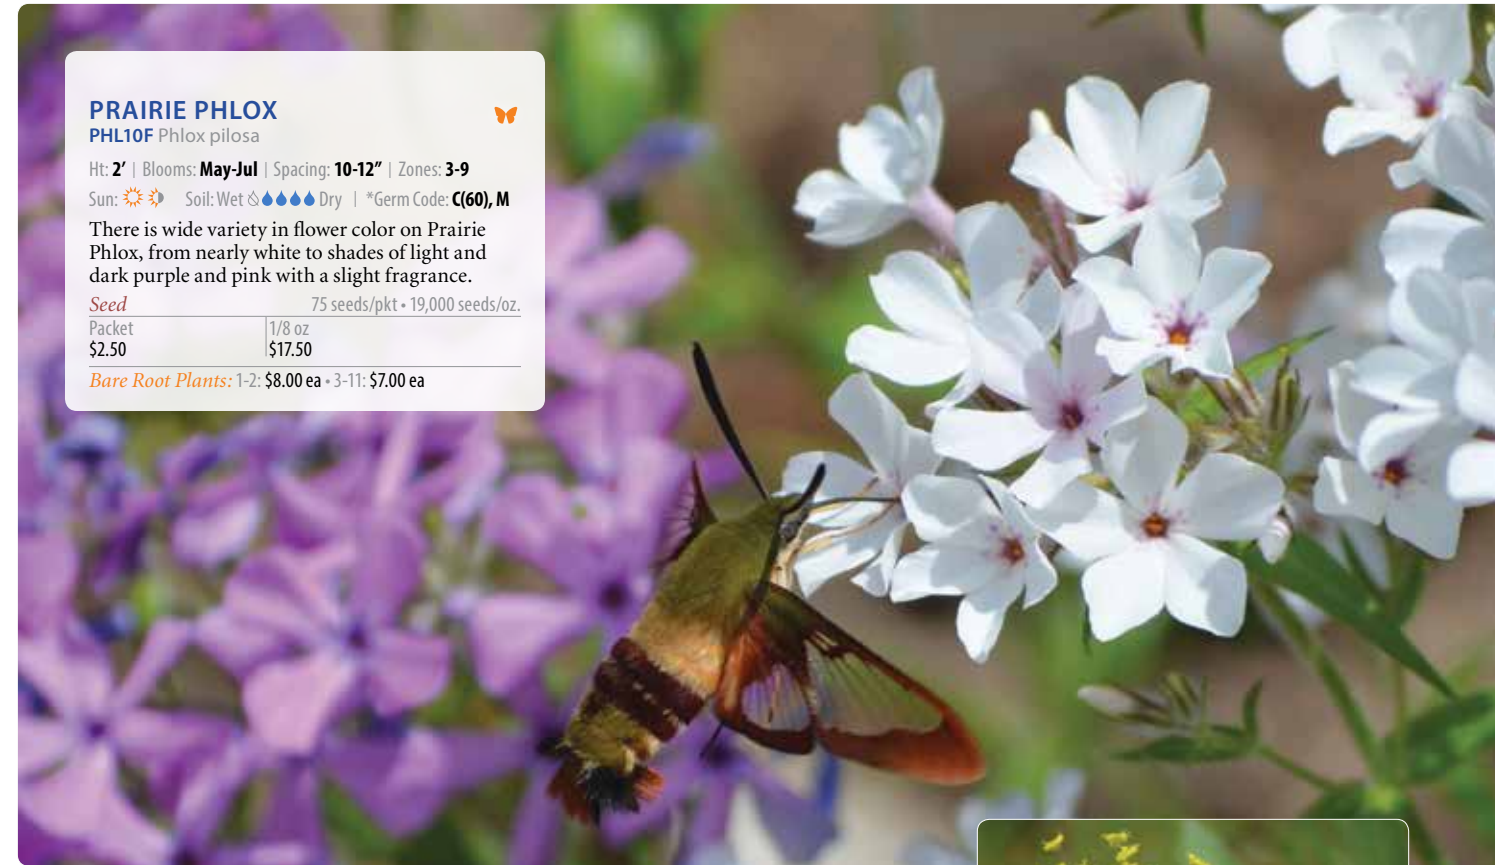 PRAIRIE PHLOX
PHL10F Phlox pilosa
Ht: 2′ | Blooms: May-Jul | Spacing: 10-12″ | Zones: 3-9
Sun: Soil: Wet Dry | *Germ Code: C(60), M
There is wide variety in flower color on Prairie
Phlox, from nearly white to shades of light and
dark purple and pink with a slight fragrance.
Seed 75 seeds/pkt • 19,000 seeds/oz.
Packet 1/8 oz
$2.50 $17.50
Bare Root Plants: 1-2: $8.00 ea • 3-11: $7.00 ea